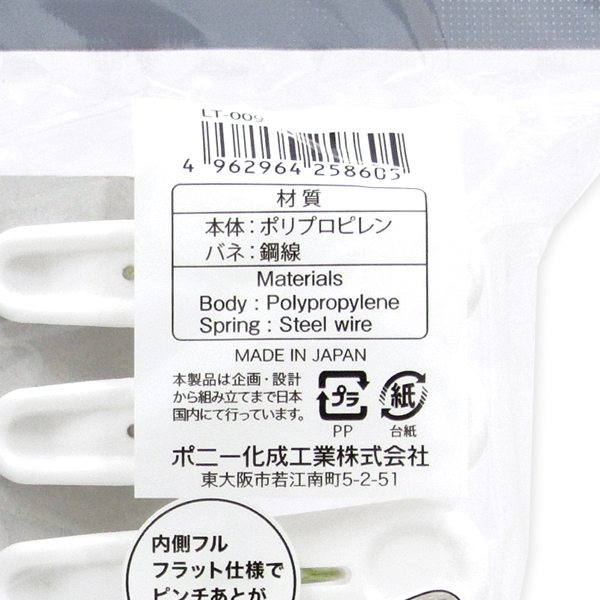 LT-009
4 962964 258605
材質
本体：ポリプロピレン
バネ：鋼線
Materials
Body : Polypropylene
Spring : Steel wire
MADE IN JAPAN
本製品は企画・設計
から組み立てまで日本
国内にて行っています。
プラ
PP
紙
台紙
ポニー化成工業株式会社
東大阪市若江南町5-2-51
内側フル
フラット仕様で
ピンチあとが